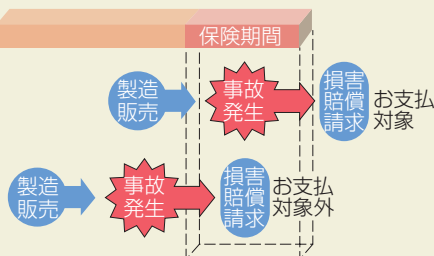 保険期間
製造
販売
事故
発生
損害
賠償
請求
お支払
対象
製造
販売
事故
発生
損害
賠償
請求
お支払
対象外